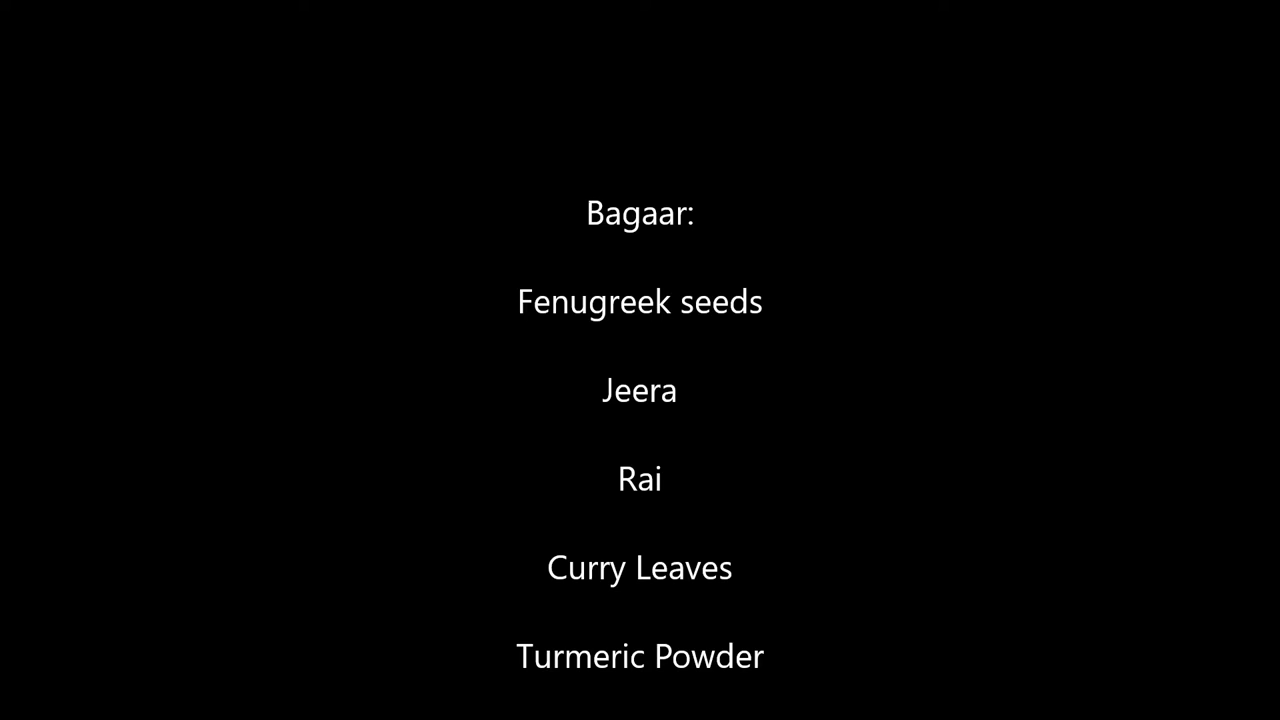 Bagaar:
Fenugreek seeds
Jeera
Rai
Curry Leaves
Turmeric Powder